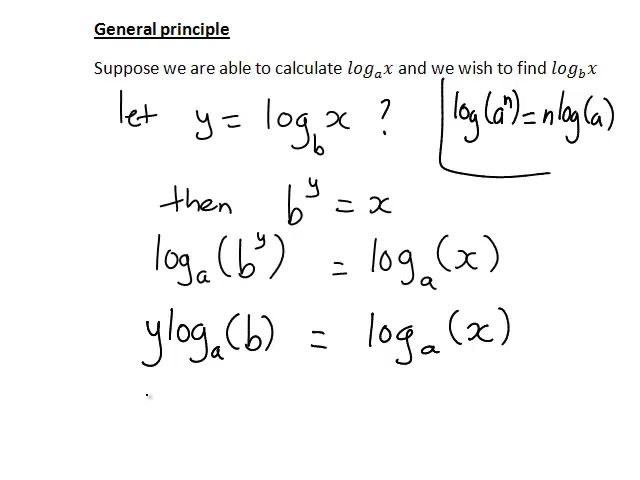 General principle
Suppose we are able to calculate logₐx and we wish to find log_b x
let y = log_b x ?
log(aⁿ) = n log(a)
then b^y = x
logₐ(b^y) = logₐ(x)
y logₐ(b) = logₐ(x)